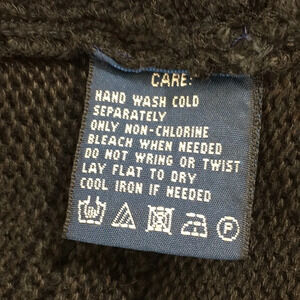 CARE:
HAND WASH COLD
SEPARATELY
ONLY NON-CHLORINE
BLEACH WHEN NEEDED
DO NOT WRING OR TWIST
LAY FLAT TO DRY
COOL IRON IF NEEDED
P